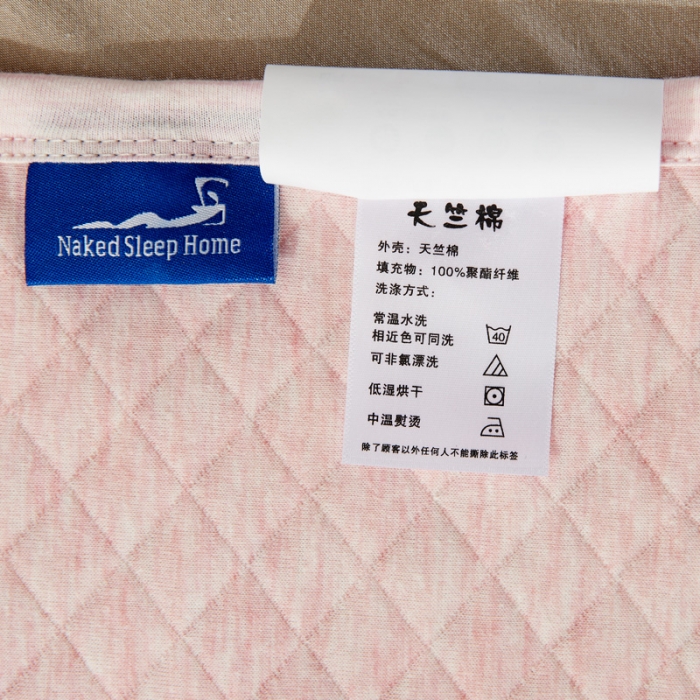 Naked Sleep Home
天竺棉
外壳：天竺棉
填充物：100%聚酯纤维
洗涤方式：
常温水洗
相近色可同洗
40
可非氯漂洗
低湿烘干
中温熨烫
除了顾客以外任何人不能撕除此标签